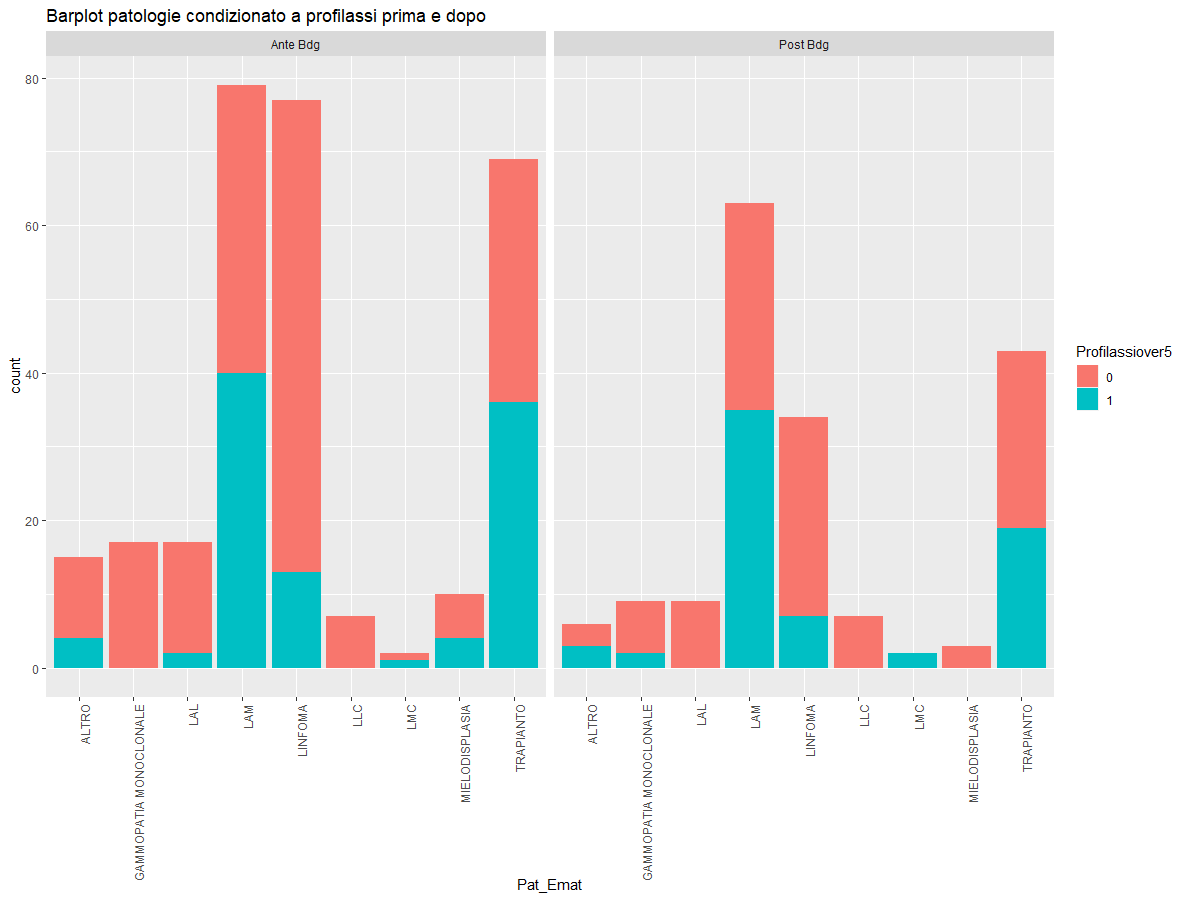 Barplot patologie condizionato a profilassi prima e dopo
Ante Bdg
Post Bdg
80
60
40
20
0
count
ALTRO
GAMMOPATIA MONOCLONALE
LAL
LAM
LINFOMA
LLC
LMC
MIELODISPLASIA
TRAPIANTO
ALTRO
GAMMOPATIA MONOCLONALE
LAL
LAM
LINFOMA
LLC
LMC
MIELODISPLASIA
TRAPIANTO
Pat_Emat
Profilassiover5
0
1